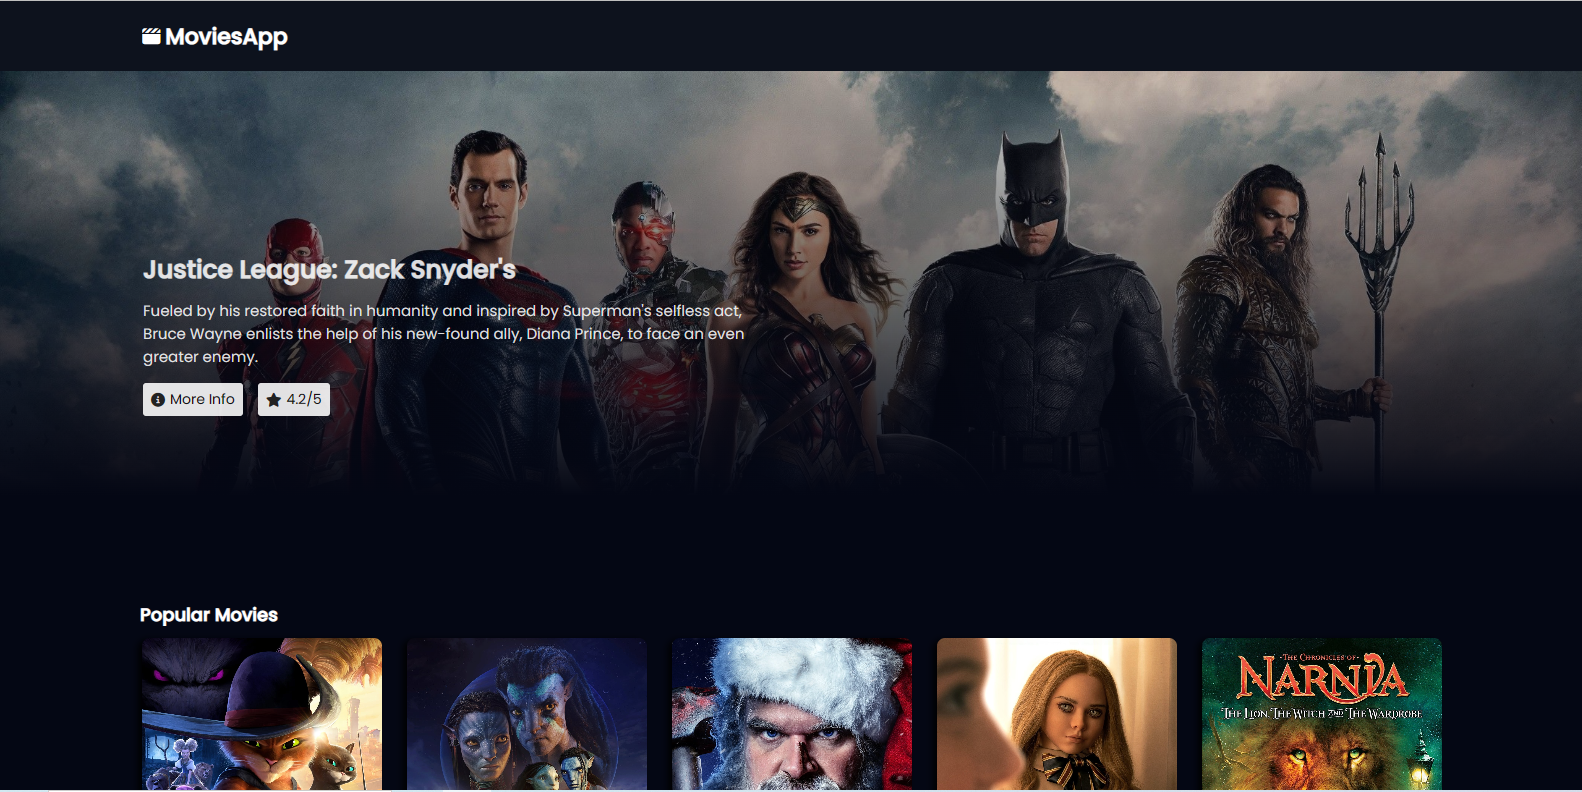 MoviesApp
Justice League: Zack Snyder's
Fueled by his restored faith in humanity and inspired by Superman's selfless act,
Bruce Wayne enlists the help of his new-found ally, Diana Prince, to face an even
greater enemy.
More Info
4.2/5
Popular Movies
·THE CHRONICLES OF·
NARNIA
THE LION, THE WITCH AND THE WARDROBE